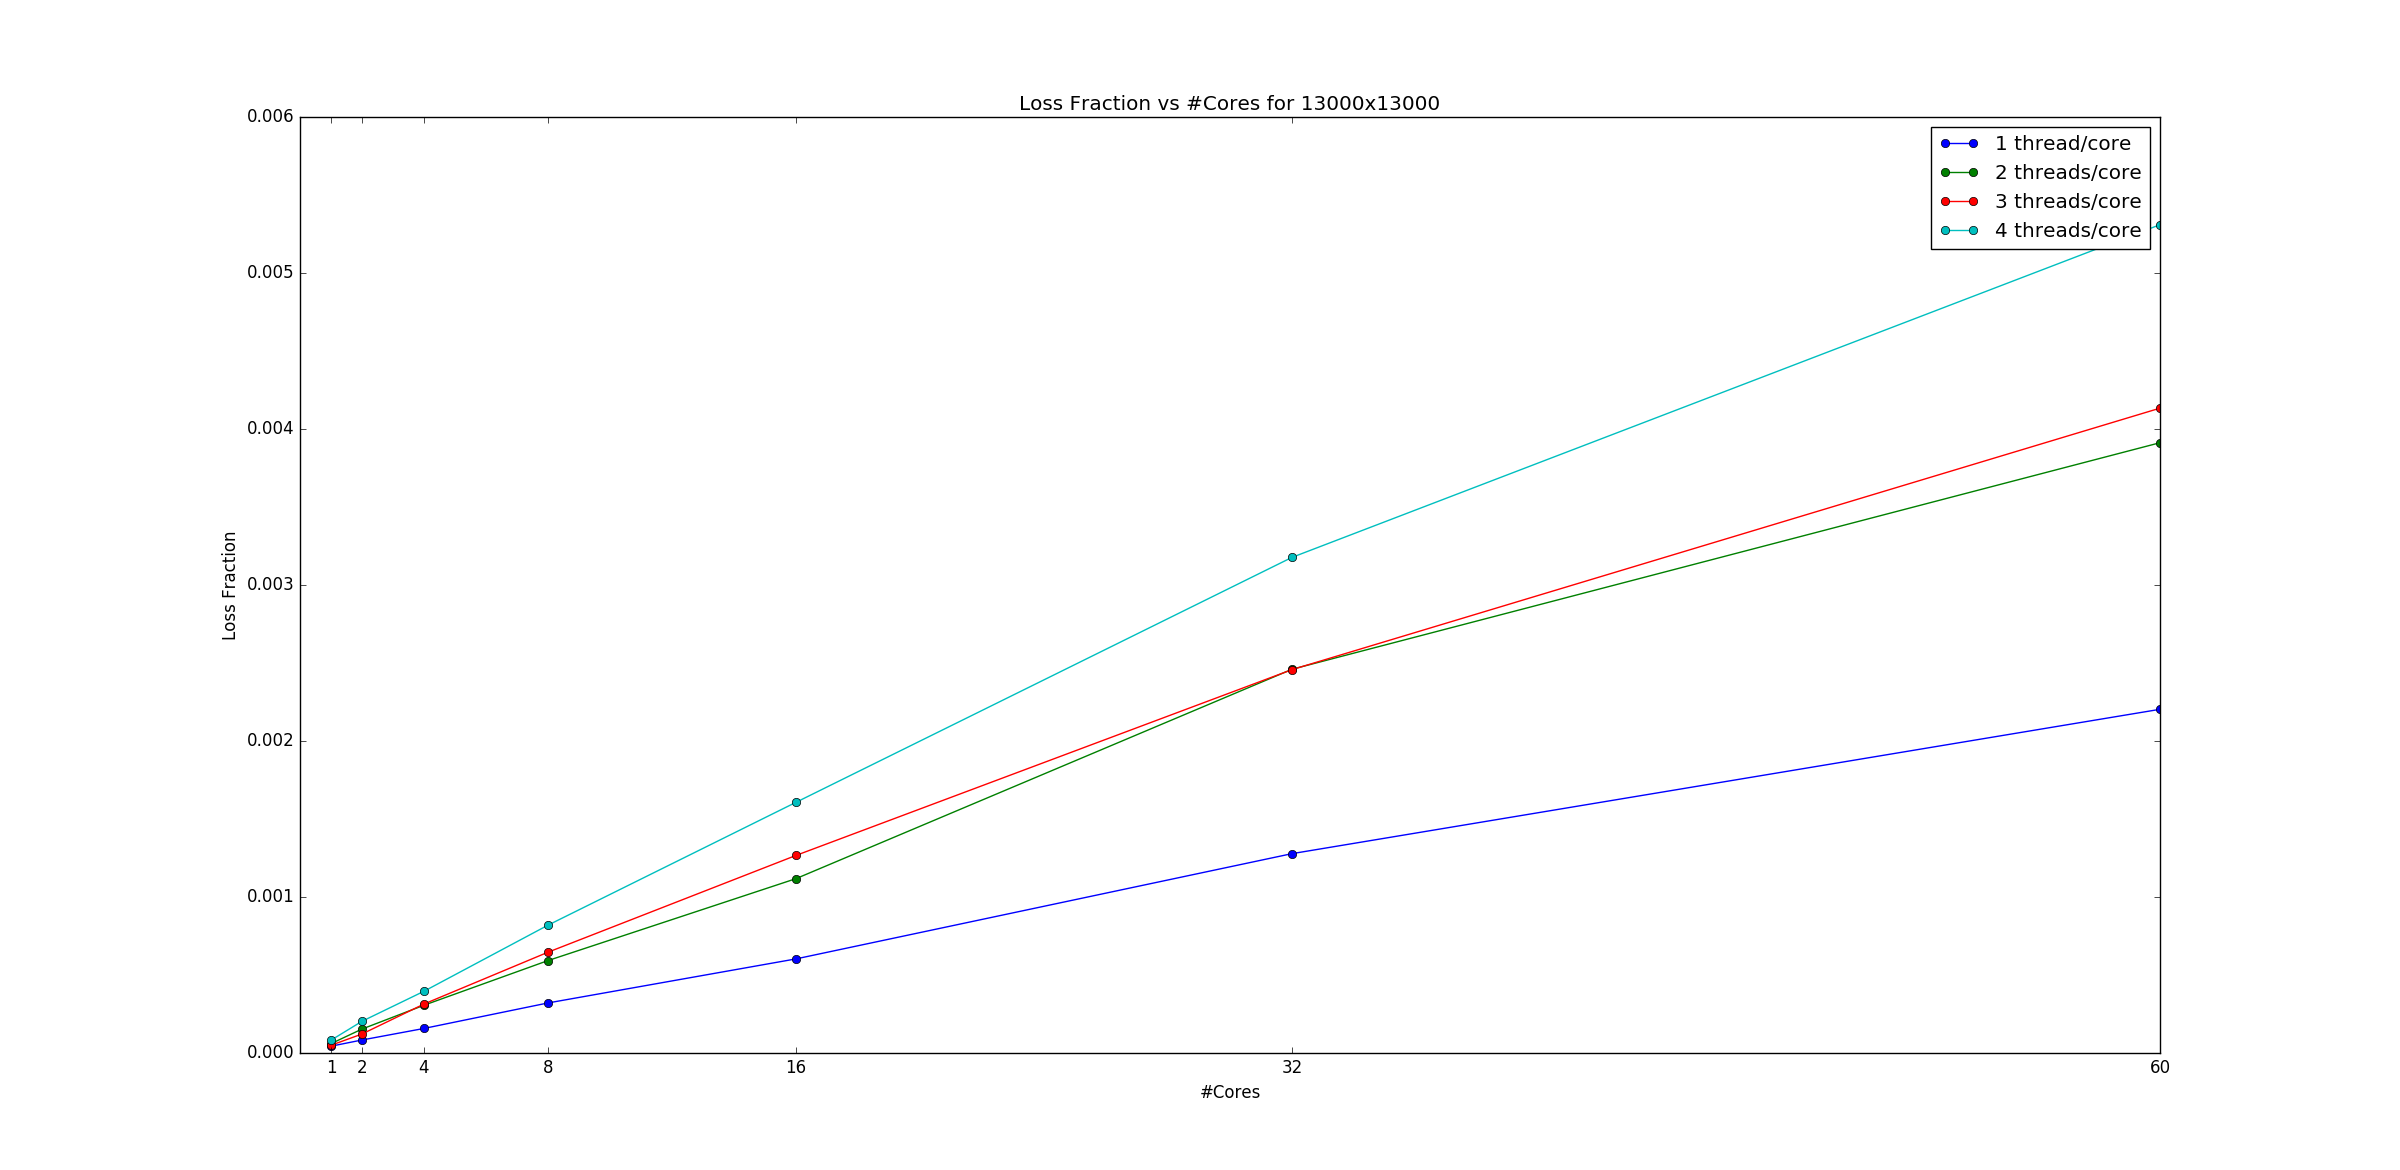 Loss Fraction vs #Cores for 13000x13000
0.006
0.005
0.004
0.003
0.002
0.001
0.000
Loss Fraction
1 thread/core
2 threads/core
3 threads/core
4 threads/core
1 2 4 8 16 32 60
#Cores